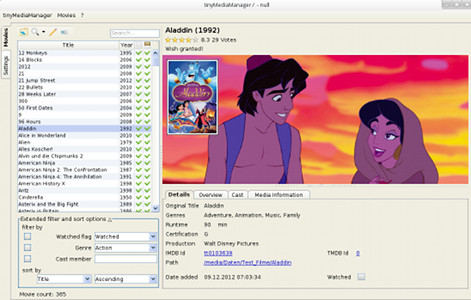 tinyMediaManager / - null
tinyMediaManager Movies ?
Movies
Settings
Search...
Title Year
12 Monkeys 1995
16 Blocks 2006
2012 2009
21 2008
21 Jump Street 2012
22 Bullets 2010
28 Weeks Later 2007
300 2006
50 First Dates 2004
9 2009
96 Hours 2008
Aladdin 1992
Alice in Wonderland 2010
Alien 1979
Alles Koscher! 2010
Alvin und die Chipmunks 2 2009
American Ninja 1985
American Ninja 2: The Confrontation 1987
American Ninja 4: The Annihilation 1991
American History X 1998
Antz 1998
Cinderella 1950
Asterix and the Big Fight 1989
Extended filter and sort options
filter by
Watched flag Watched
Genre Action
Cast member
sort by
Title Ascending
Movie count: 365
Aladdin (1992)
8.3 29 Votes
Wish granted!
Aladdin
Details Overview Cast Media Information
Original Title Aladdin
Genres Adventure, Animation, Music, Family
Runtime 90 min
Certification G
Production Walt Disney Pictures
IMDB Id tt0103639 TMDB Id 0
Path /media/Daten/Test_Filme/Aladdin
Date added 09.12.2012 07:03:34 Watched